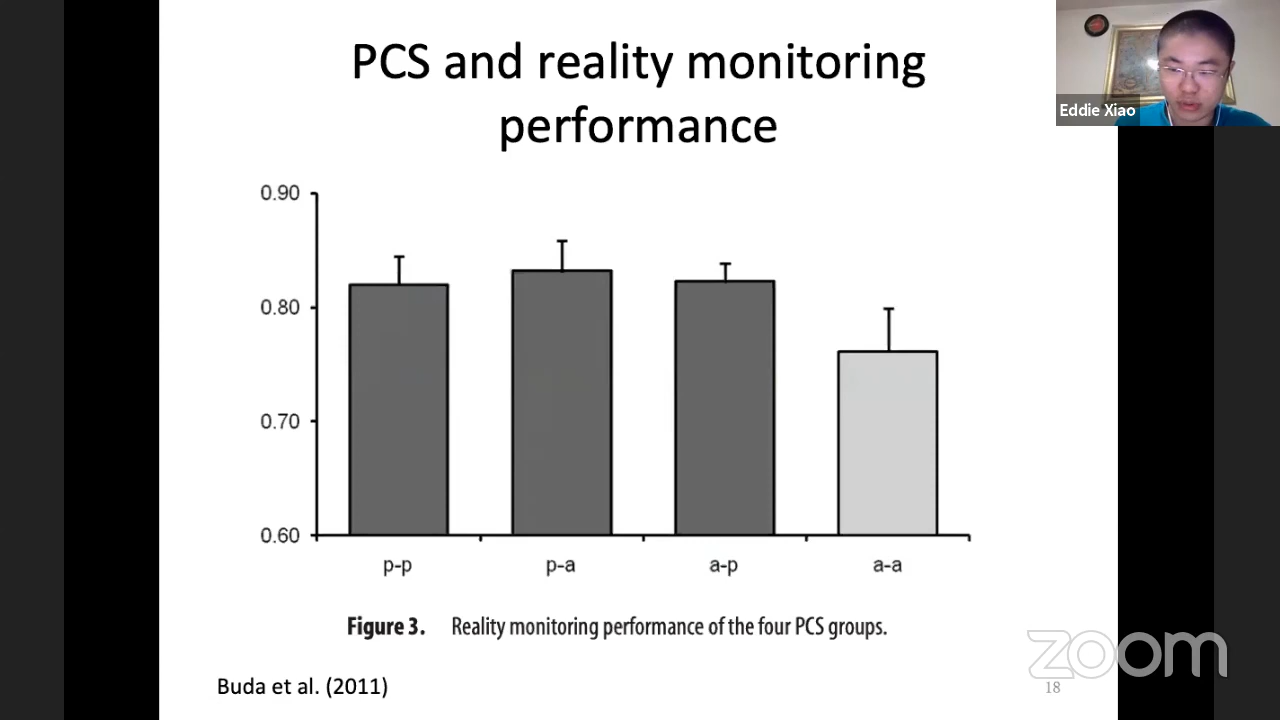 PCS and reality monitoring
performance
Eddie Xiao
0.90
0.80
0.70
0.60
p-p
p-a
a-p
a-a
Figure 3. Reality monitoring performance of the four PCS groups.
Buda et al. (2011)
18
zoom